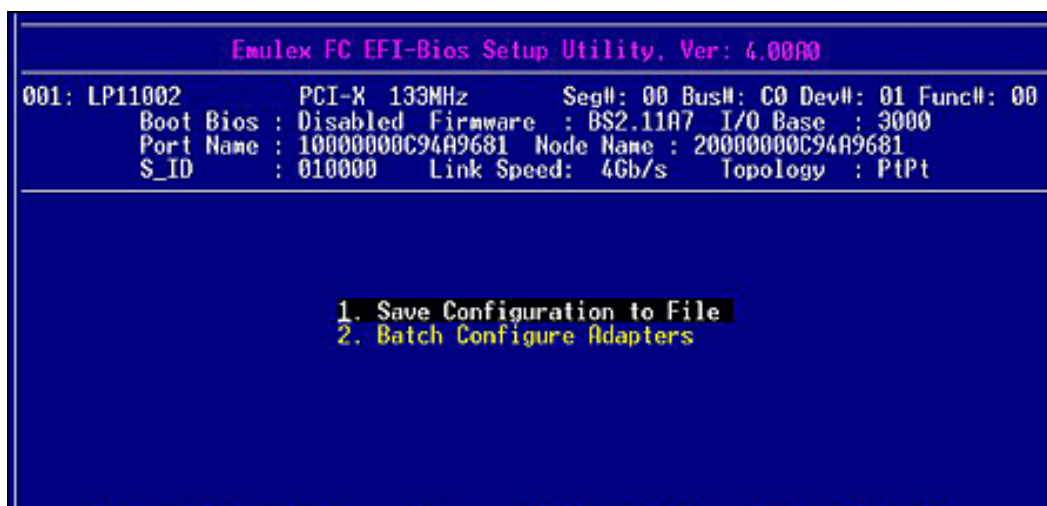 Emulex FC EFI-Bios Setup Utility, Ver: 4.00A0
001: LP11002 PCI-X 133MHz Seg#: 00 Bus#: C0 Dev#: 01 Func#: 00
Boot Bios : Disabled Firmware : BS2.11A7 I/O Base : 3000
Port Name : 10000000C94A9681 Node Name : 20000000C94A9681
S_ID : 010000 Link Speed: 4Gb/s Topology : PtPt
1. Save Configuration to File
2. Batch Configure Adapters